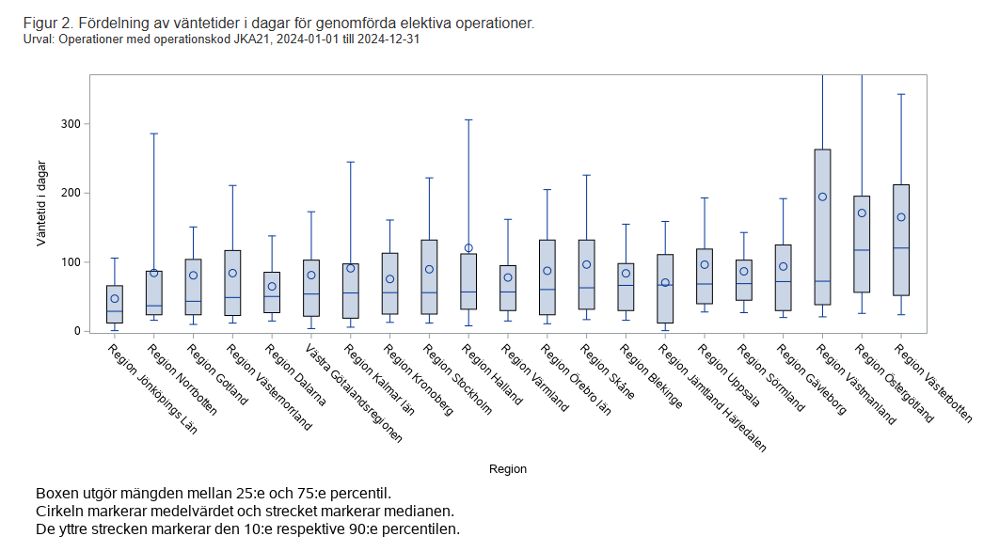 Figur 2. Fördelning av väntetider i dagar för genomförda elektiva operationer.
Urval: Operationer med operationskod JKA21, 2024-01-01 till 2024-12-31
Väntetid i dagar
300
200
100
0
Region Jönköpings Län
Region Norrbotten
Region Gotland
Region Västernorrland
Region Dalarna
Västra Götalandsregionen
Region Kalmar län
Region Kronoberg
Region Stockholm
Region Halland
Region Värmland
Region Örebro län
Region Skåne
Region Blekinge
Region Jämtland Härjedalen
Region Uppsala
Region Sörmland
Region Gävleborg
Region Västmanland
Region Östergötland
Region Västerbotten
Region
Boxen utgör mängden mellan 25:e och 75:e percentil.
Cirkeln markerar medelvärdet och strecket markerar medianen.
De yttre strecken markerar den 10:e respektive 90:e percentilen.